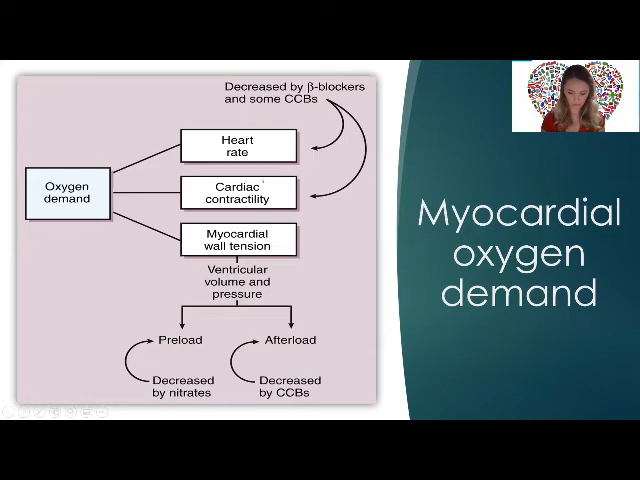 Decreased by β-blockers
and some CCBs
Heart
rate
Oxygen
demand
Cardiac
contractility
Myocardial
wall tension
Ventricular
volume and
pressure
Preload
Afterload
Decreased
by nitrates
Decreased
by CCBs
Myocardial
oxygen
demand